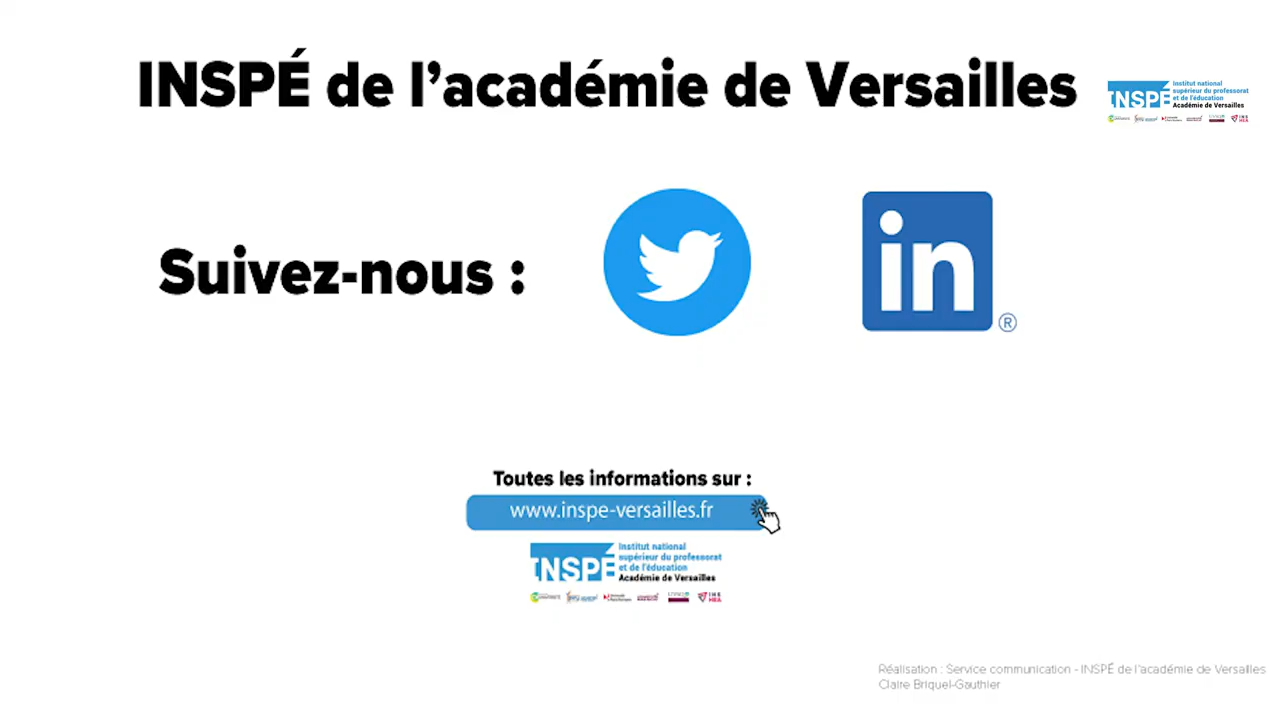 INSPÉ de l'académie de Versailles
INSPÉ
Institut national
supérieur du professorat
et de l'éducation
Académie de Versailles
Suivez-nous :
in
®
Toutes les informations sur :
www.inspe-versailles.fr
INSPÉ
Institut national
supérieur du professorat
et de l'éducation
Académie de Versailles
Réalisation : Service communication - INSPÉ de l'académie de Versailles
Claire Briquel-Gauthier